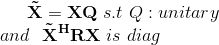 X̃ = XQ s.t Q : unitary
and X̃ᴴRX is diag